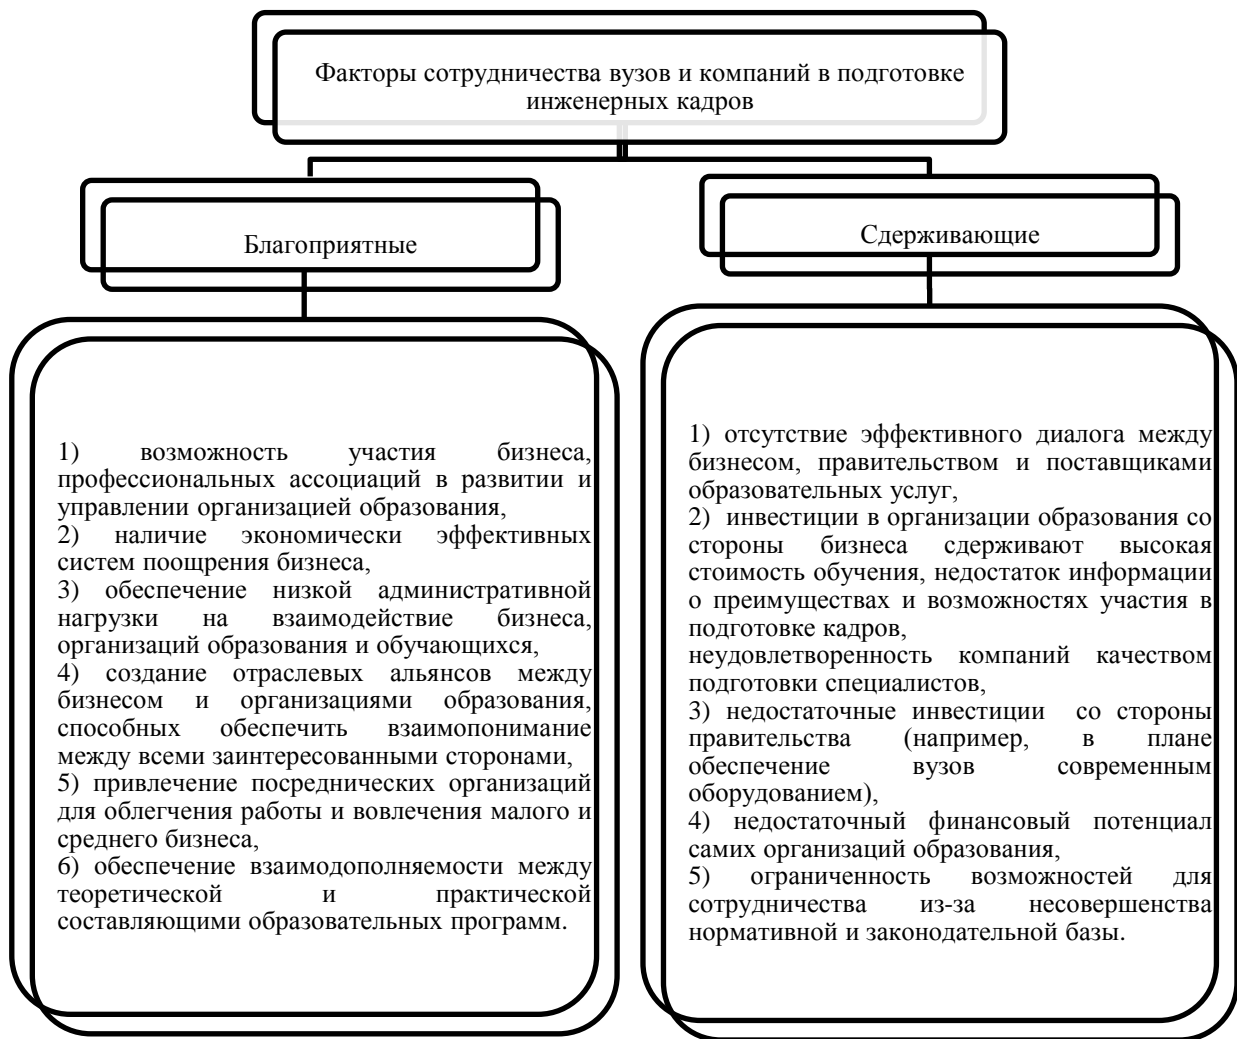 Факторы сотрудничества вузов и компаний в подготовке
инженерных кадров
Благоприятные
1) возможность участия бизнеса,
профессиональных ассоциаций в развитии и
управлении организацией образования,
2) наличие экономически эффективных
систем поощрения бизнеса,
3) обеспечение низкой административной
нагрузки на взаимодействие бизнеса,
организаций образования и обучающихся,
4) создание отраслевых альянсов между
бизнесом и организациями образования,
способных обеспечить взаимопонимание
между всеми заинтересованными сторонами,
5) привлечение посреднических организаций
для облегчения работы и вовлечения малого и
среднего бизнеса,
6) обеспечение взаимодополняемости между
теоретической и практической
составляющими образовательных программ.
Сдерживающие
1) отсутствие эффективного диалога между
бизнесом, правительством и поставщиками
образовательных услуг,
2) инвестиции в организации образования со
стороны бизнеса сдерживают высокая
стоимость обучения, недостаток информации
о преимуществах и возможностях участия в
подготовке кадров,
неудовлетворенность компаний качеством
подготовки специалистов,
3) недостаточные инвестиции со стороны
правительства (например, в плане
обеспечение вузов современным
оборудованием),
4) недостаточный финансовый потенциал
самих организаций образования,
5) ограниченность возможностей для
сотрудничества из-за несовершенства
нормативной и законодательной базы.